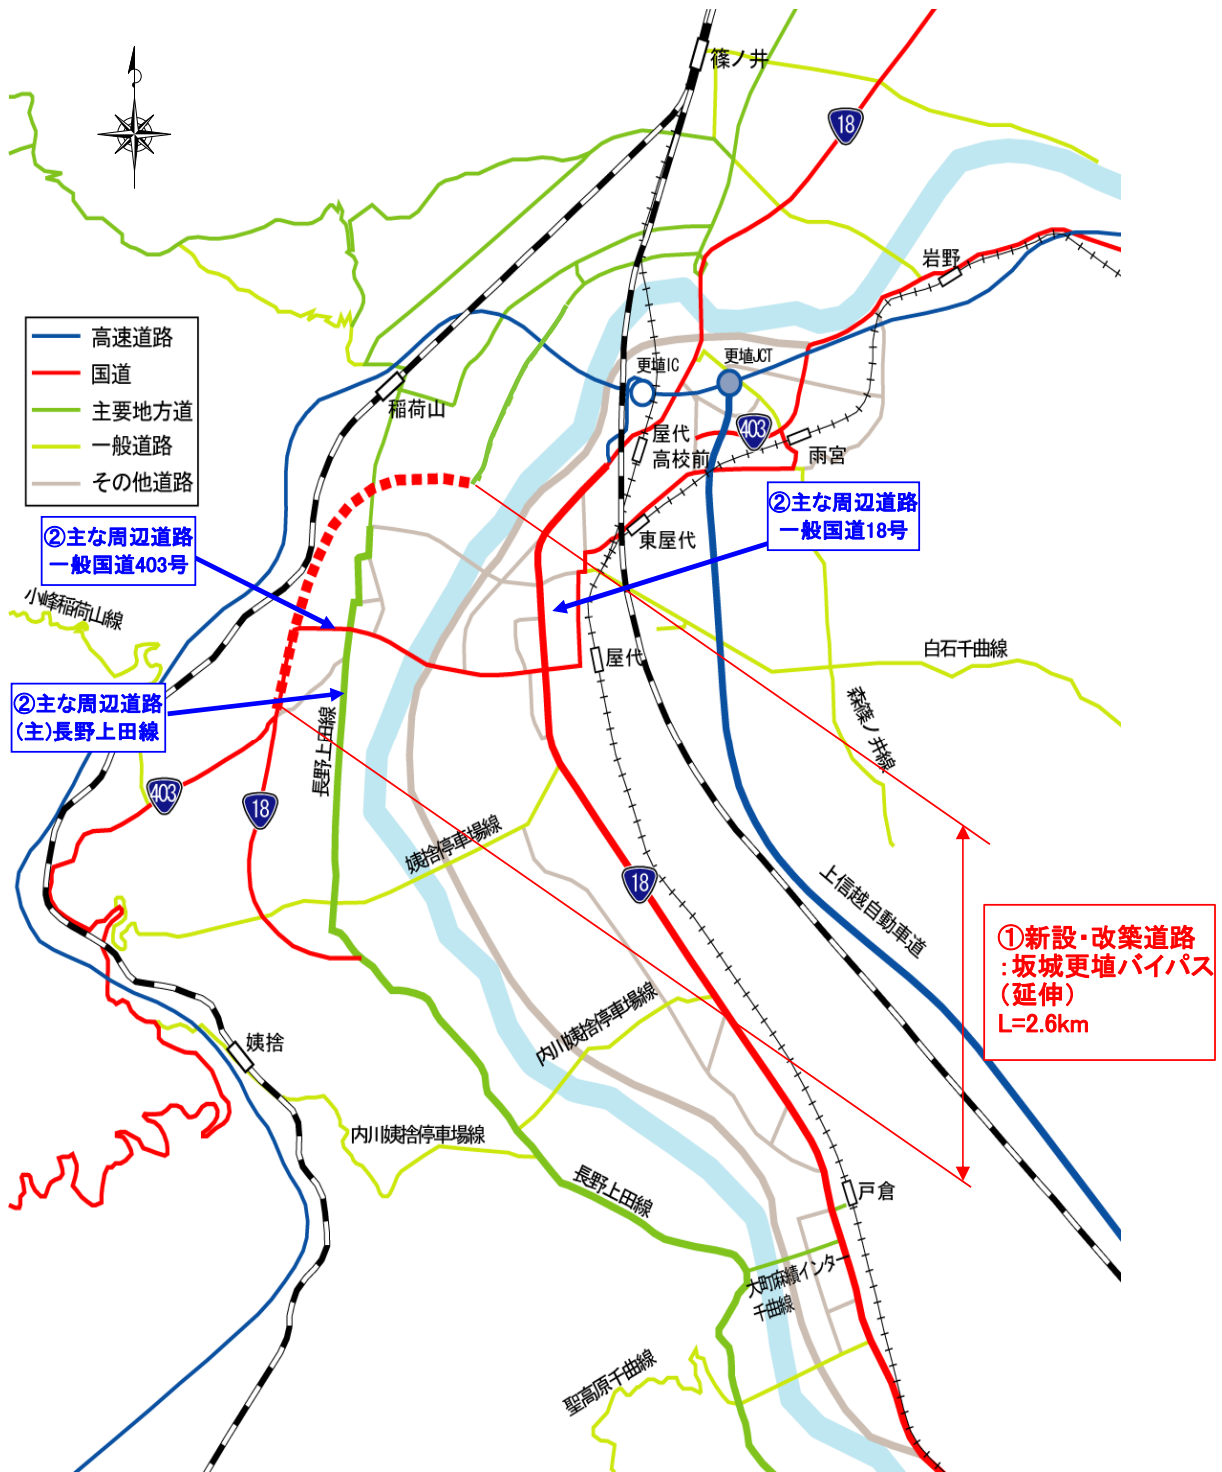 篠ノ井
18
岩野
高速道路
国道
主要地方道
一般道路
その他道路
更埴IC
更埴JCT
稲荷山
屋代
高校前
403
雨宮
②主な周辺道路
一般国道18号
②主な周辺道路
一般国道403号
東屋代
小峰稲荷山線
屋代
白石千曲線
②主な周辺道路
(主)長野上田線
森篠ノ井線
長野上田線
403
18
姨捨停車場線
18
上信越自動車道
①新設・改築道路
：坂城更埴バイパス
（延伸）
L=2.6km
内川姨捨停車場線
姨捨
内川姨捨停車場線
長野上田線
戸倉
大町麻績インター
千曲線
聖高原千曲線